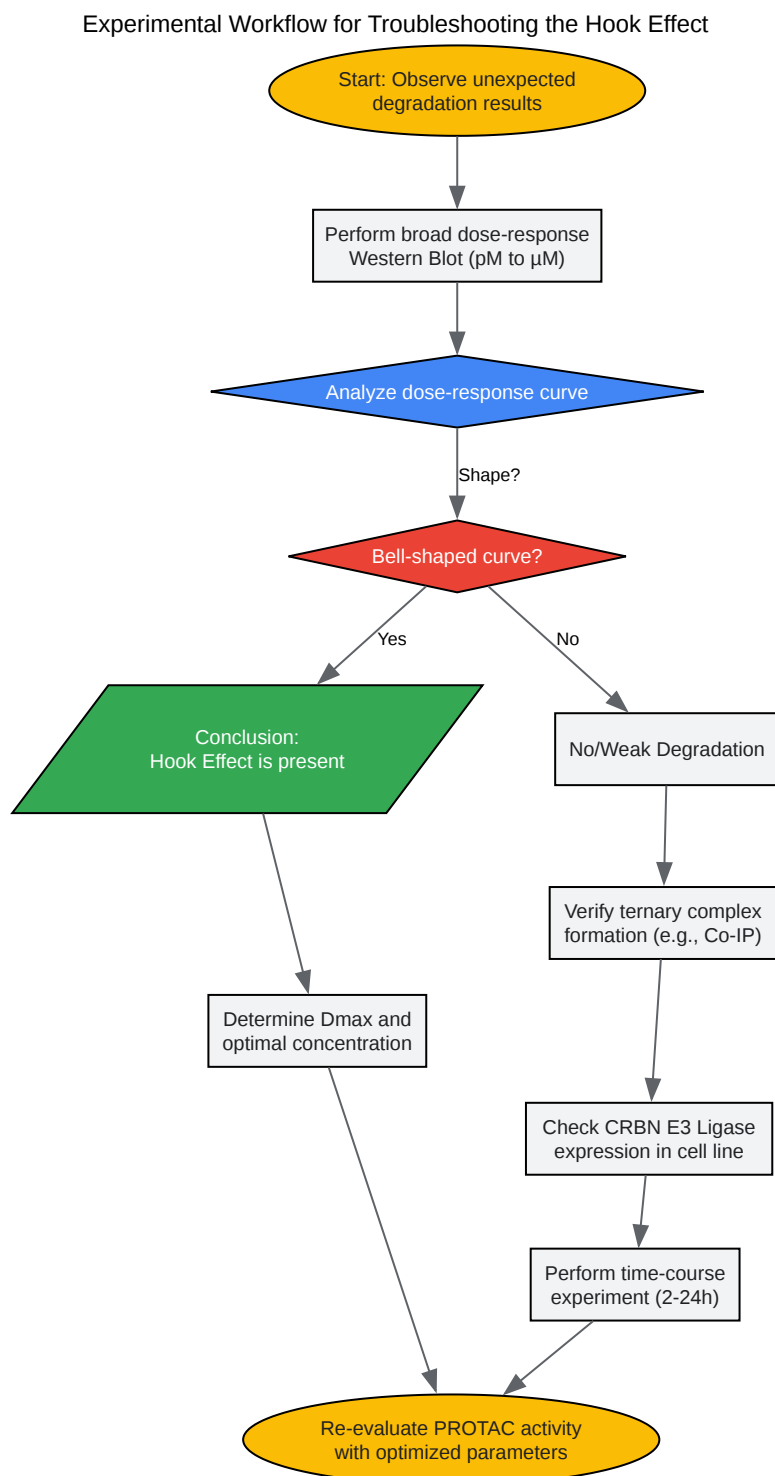 Experimental Workflow for Troubleshooting the Hook Effect
Start: Observe unexpected
degradation results
Perform broad dose-response
Western Blot (pM to µM)
Analyze dose-response curve
Shape?
Bell-shaped curve?
Yes
No
Conclusion:
Hook Effect is present
No/Weak Degradation
Verify ternary complex
formation (e.g., Co-IP)
Determine Dmax and
optimal concentration
Check CRBN E3 Ligase
expression in cell line
Perform time-course
experiment (2-24h)
Re-evaluate PROTAC activity
with optimized parameters